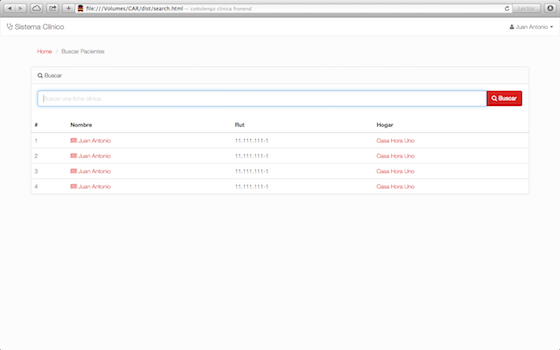 file:///Volumes/CAR/dist/search.html — cottolengo clinica fronend
Lector
Sistema Clínico
Juan Antonio
Home / Buscar Pacientes
Buscar
Buscar una ficha clínica
Buscar
# Nombre Rut Hogar
1 Juan Antonio 11.111.111-1 Casa Hora Uno
2 Juan Antonio 11.111.111-1 Casa Hora Uno
3 Juan Antonio 11.111.111-1 Casa Hora Uno
4 Juan Antonio 11.111.111-1 Casa Hora Uno